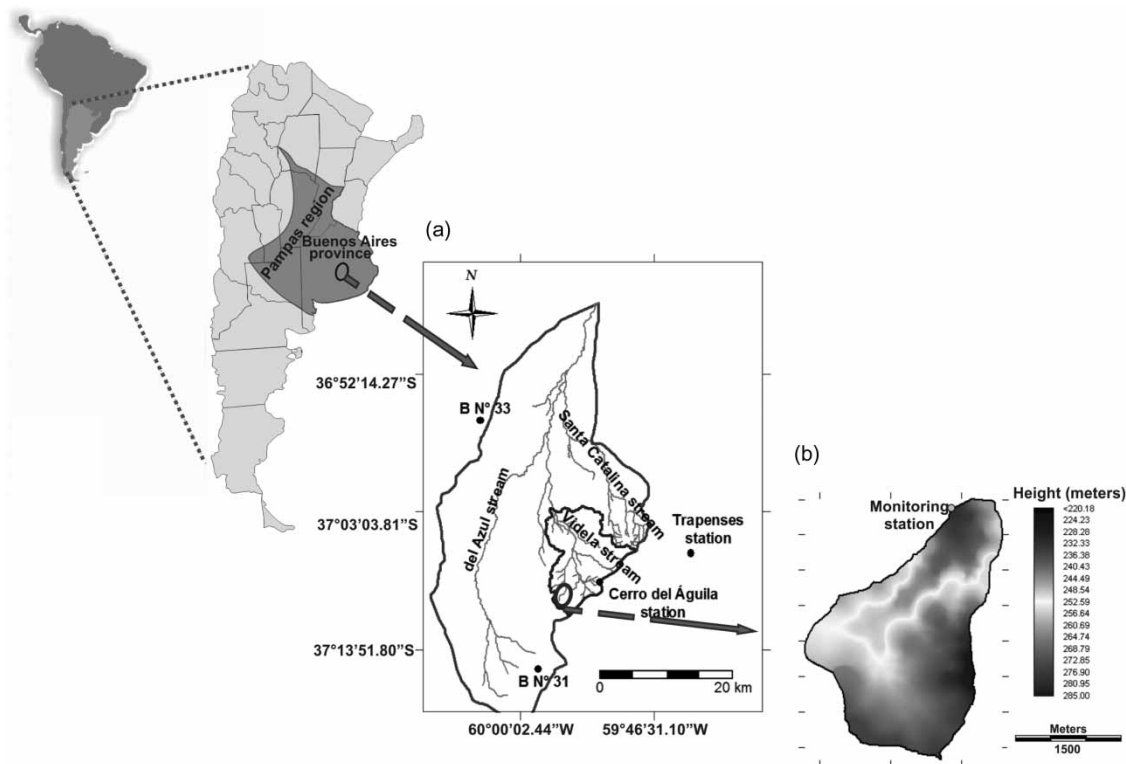 Pampas region
Buenos Aires
province
(a)
N
36°52'14.27"S
B N° 33
Santa Catalina stream
del Azul stream
37°03'03.81"S
Videla stream
Trapenses
station
Cerro del Águila
station
37°13'51.80"S
B N° 31
0 20 km
60°00'02.44"W 59°46'31.10"W
(b)
Monitoring
station
Height (meters)
<220.18
224.23
228.28
232.33
236.38
240.43
244.49
248.54
252.59
256.64
260.69
264.74
268.79
272.85
276.90
280.95
285.00
Meters
1500